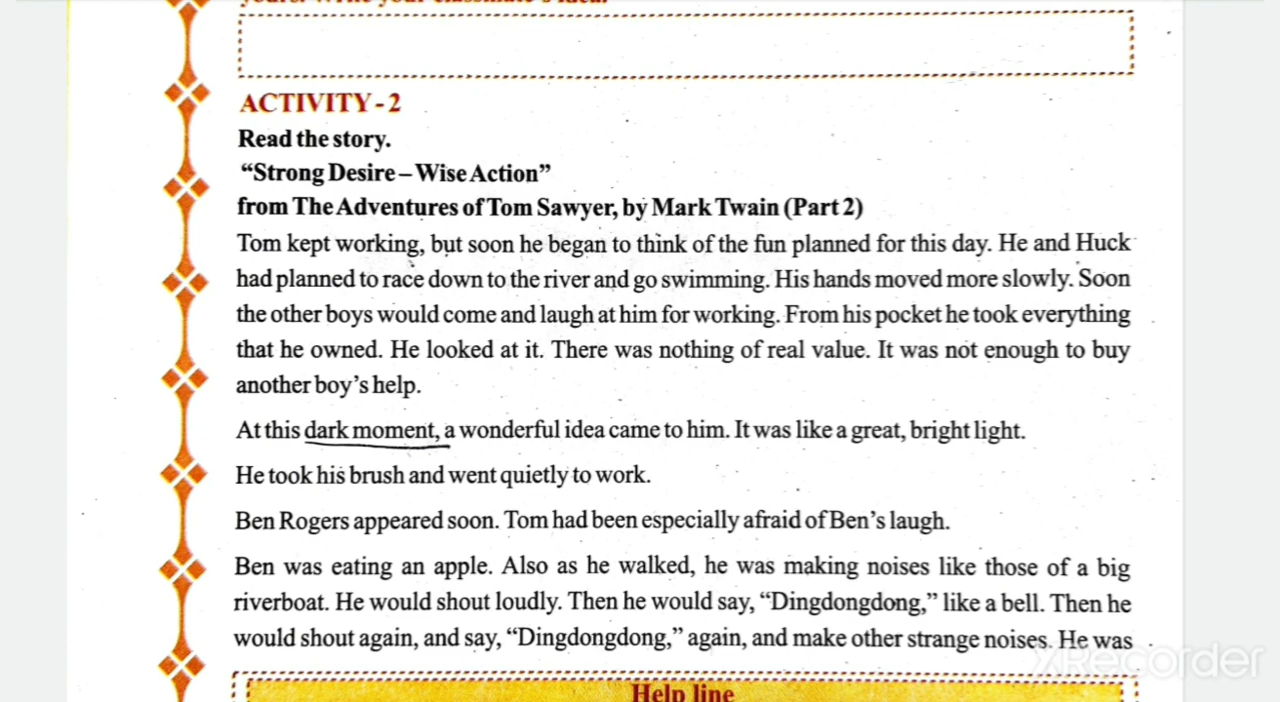 ACTIVITY - 2
Read the story.
“Strong Desire – Wise Action”
from The Adventures of Tom Sawyer, by Mark Twain (Part 2)
Tom kept working, but soon he began to think of the fun planned for this day. He and Huck
had planned to race down to the river and go swimming. His hands moved more slowly. Soon
the other boys would come and laugh at him for working. From his pocket he took everything
that he owned. He looked at it. There was nothing of real value. It was not enough to buy
another boy’s help.
At this dark moment, a wonderful idea came to him. It was like a great, bright light.
He took his brush and went quietly to work.
Ben Rogers appeared soon. Tom had been especially afraid of Ben’s laugh.
Ben was eating an apple. Also as he walked, he was making noises like those of a big
riverboat. He would shout loudly. Then he would say, “Dingdongdong,” like a bell. Then he
would shout again, and say, “Dingdongdong,” again, and make other strange noises. He was
XRecorder
Help line